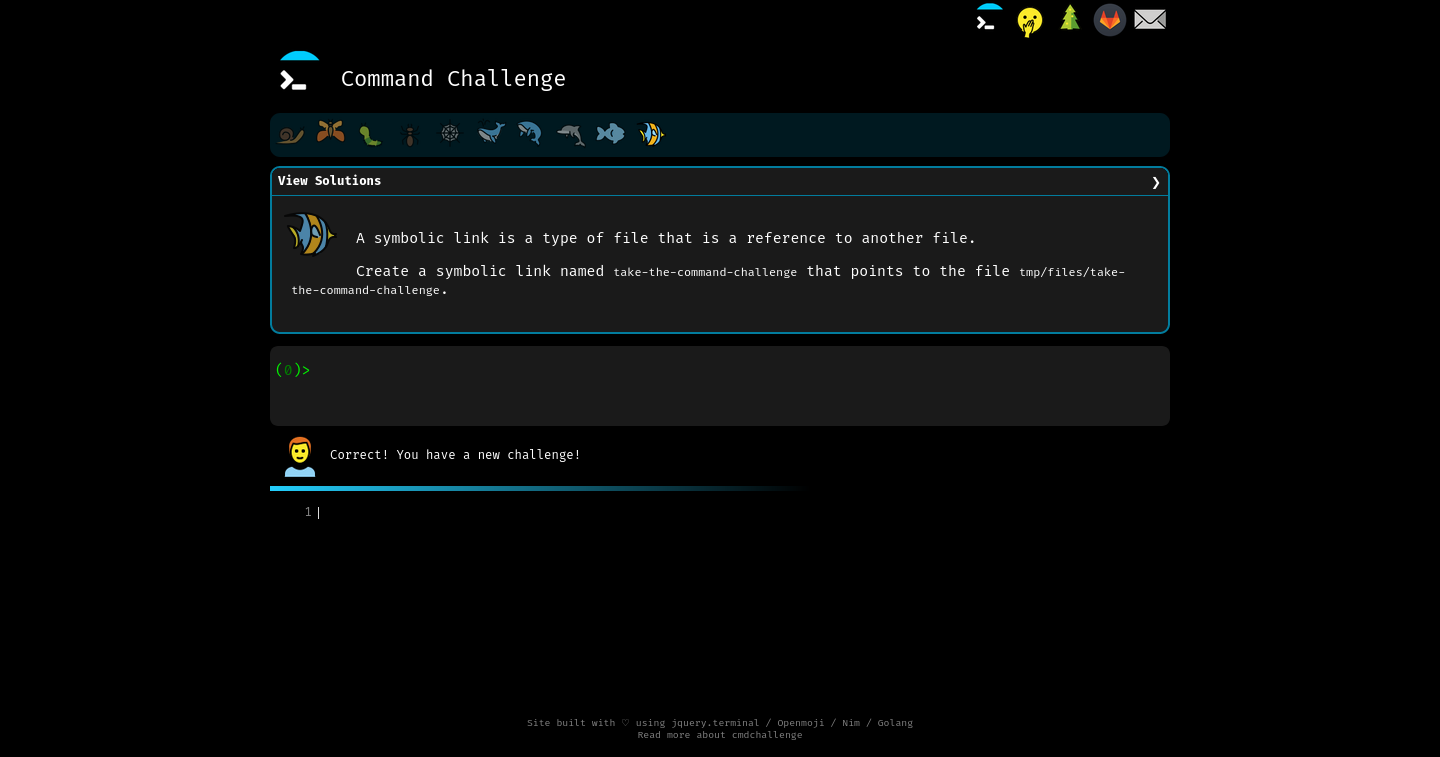 Command Challenge
View Solutions ❯
A symbolic link is a type of file that is a reference to another file.
Create a symbolic link named take-the-command-challenge that points to the file tmp/files/take-
the-command-challenge.
(0)>
Correct! You have a new challenge!
1
Site built with ♡ using jquery.terminal / Openmoji / Nim / Golang
Read more about cmdchallenge